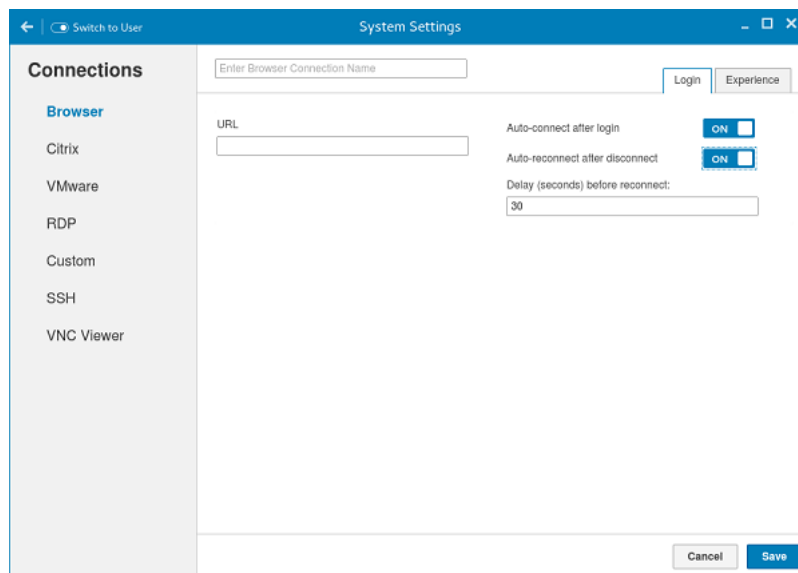 Switch to User
System Settings
Connections
Browser
Citrix
VMware
RDP
Custom
SSH
VNC Viewer
Enter Browser Connection Name
Login
Experience
URL
Auto-connect after login
ON
Auto-reconnect after disconnect
ON
Delay (seconds) before reconnect:
30
Cancel
Save